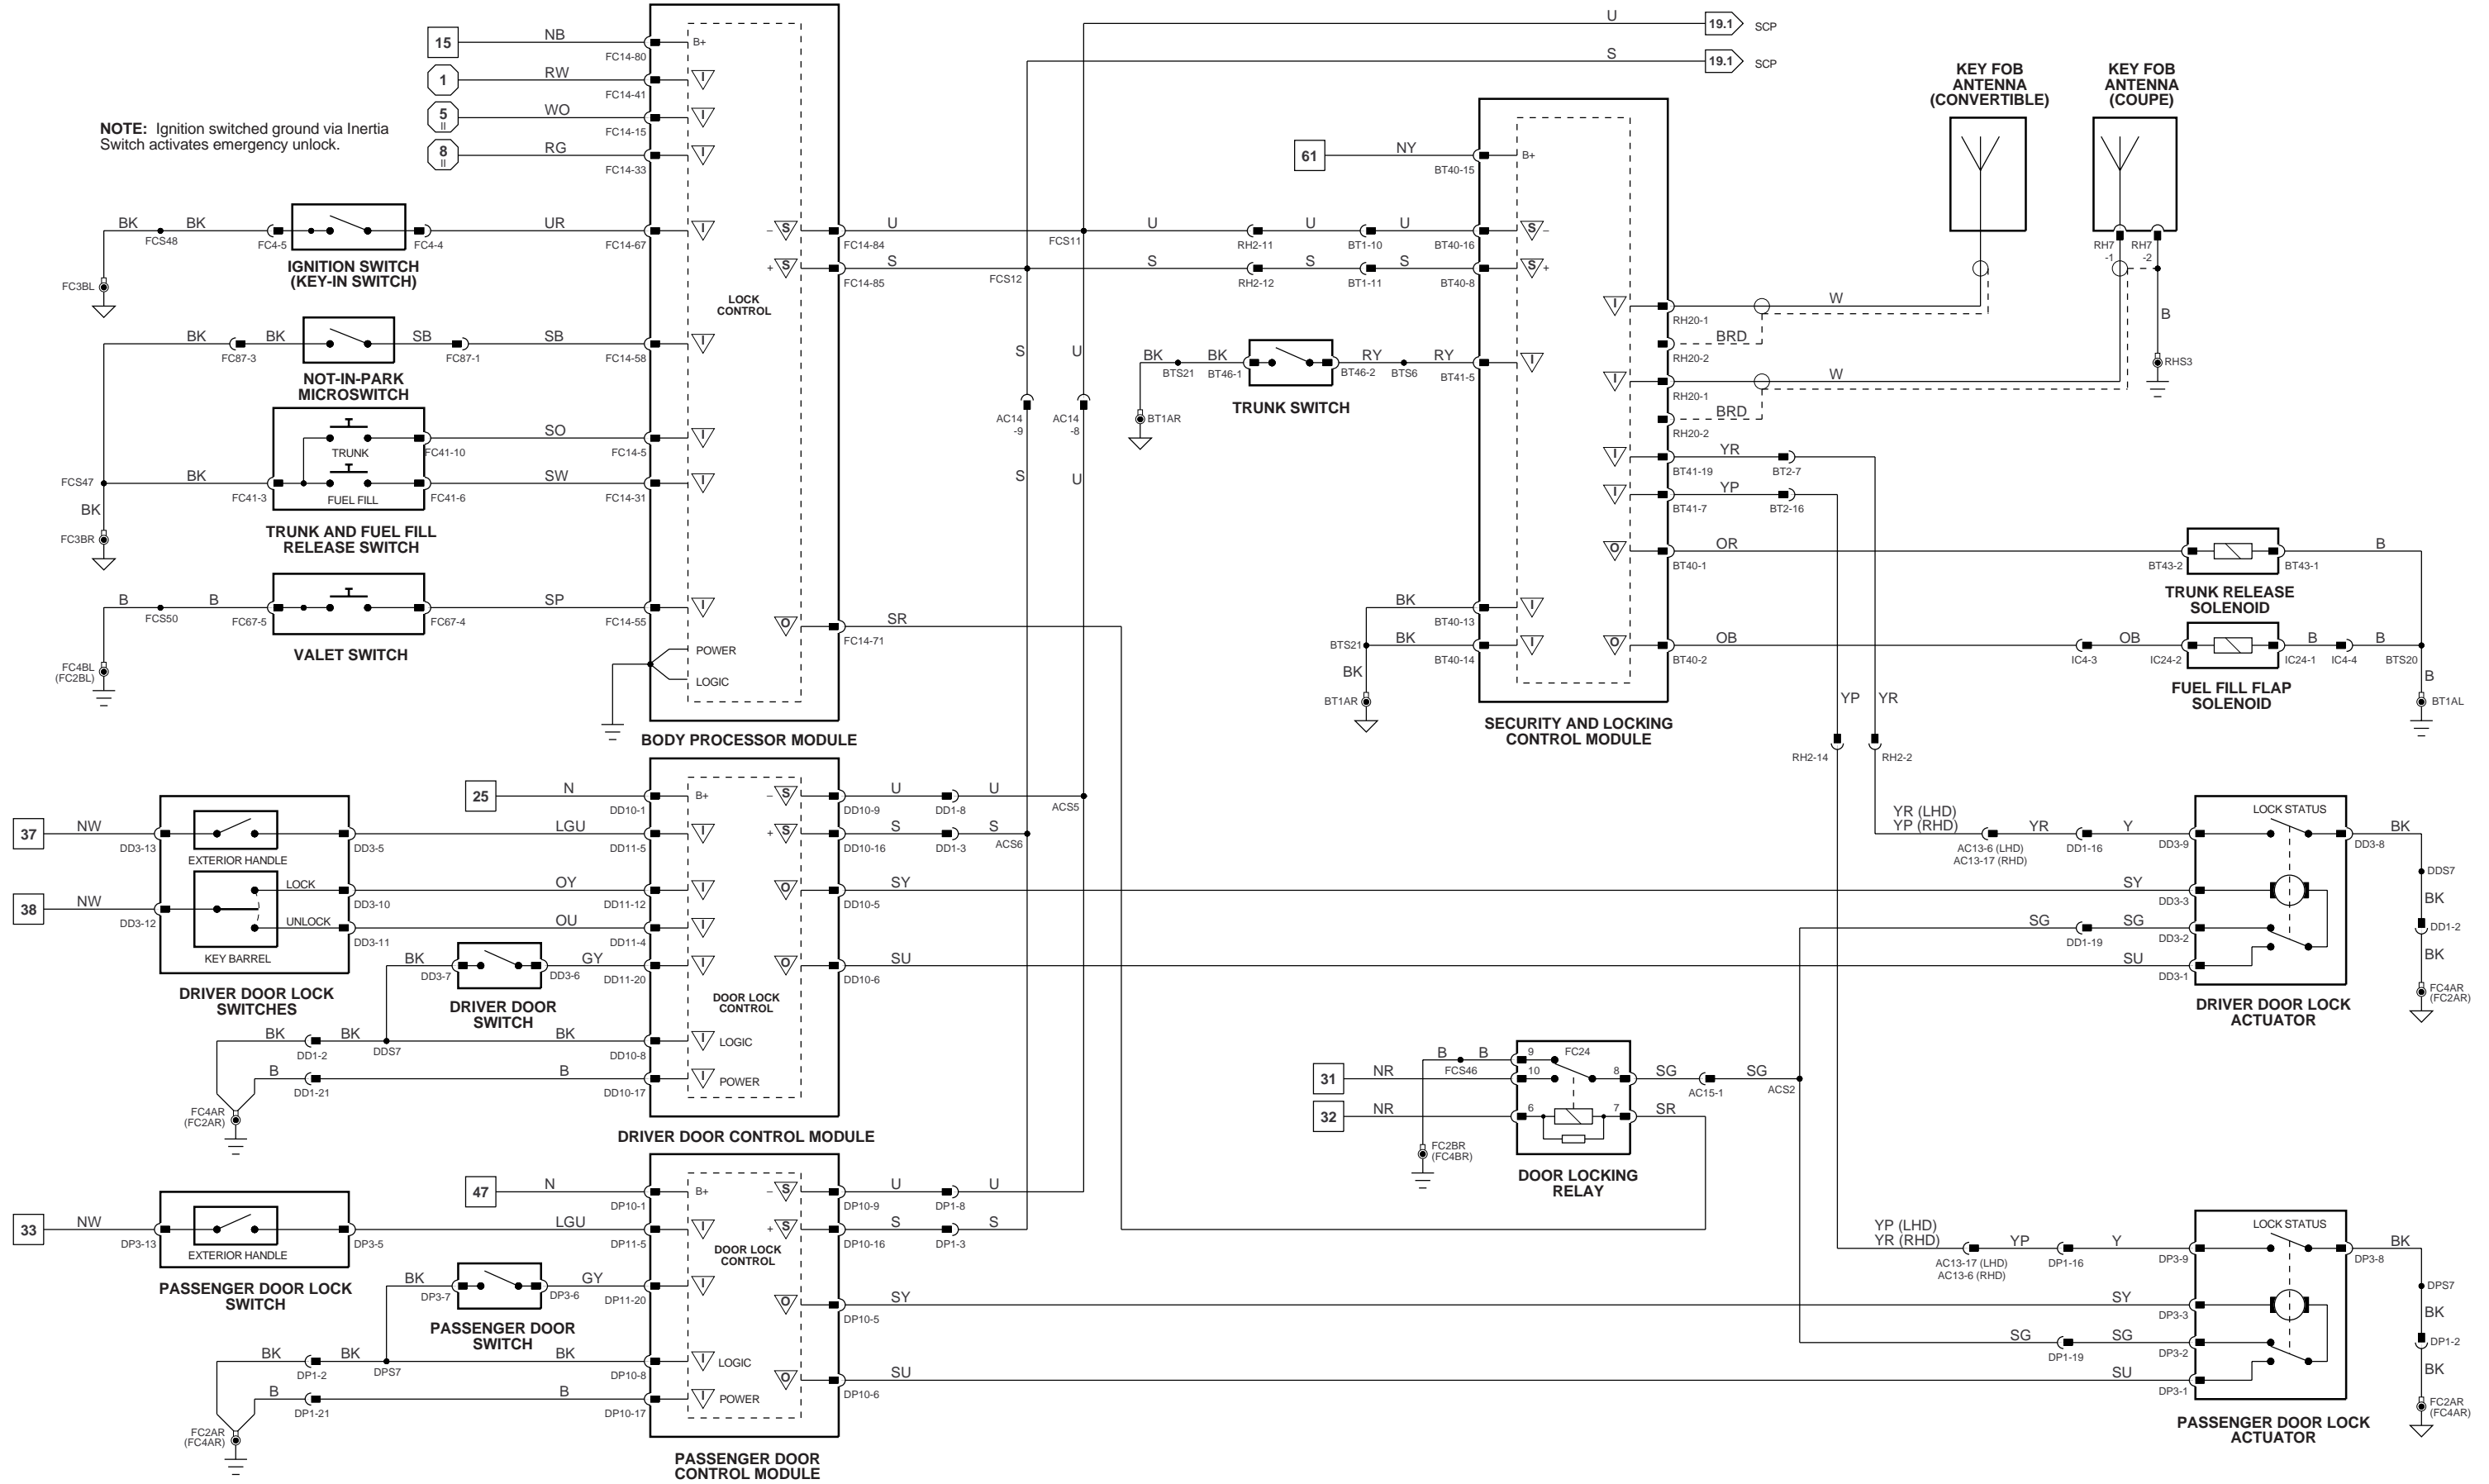 U
19.1
SCP
S
19.1
SCP
15
NB
FC14-80
B+
1
RW
FC14-41
I
5
II
WO
FC14-15
I
8
II
RG
FC14-33
I
NOTE: Ignition switched ground via Inertia
Switch activates emergency unlock.
BK
FCS48
BK
FC4-5
FC4-4
UR
FC14-67
I
IGNITION SWITCH
(KEY-IN SWITCH)
FC3BL
BK
FC87-3
BK
SB
FC87-1
SB
FC14-58
I
NOT-IN-PARK
MICROSWITCH
TRUNK
FC41-10
SO
FC14-5
I
FCS47
BK
FC41-3
FUEL FILL
FC41-6
SW
FC14-31
I
BK
FC3BR
TRUNK AND FUEL FILL
RELEASE SWITCH
B
FCS50
B
FC67-5
FC67-4
SP
FC14-55
I
VALET SWITCH
FC4BL
(FC2BL)
LOCK
CONTROL
POWER
LOGIC
BODY PROCESSOR MODULE
– S
FC14-84
U
FCS11
U
RH2-11
U
BT1-10
U
BT40-16
S –
+ S
FC14-85
S
FCS12
S
RH2-12
S
BT1-11
S
BT40-8
S +
O
FC14-71
SR
S
U
AC14
-9
AC14
-8
S
U
61
NY
BT40-15
B+
BK
BTS21
BK
BT46-1
BT46-2
RY
BTS6
RY
BT41-5
I
TRUNK SWITCH
BT1AR
BK
BT40-13
I
BTS21
BK
BT40-14
I
BK
BT1AR
SECURITY AND LOCKING
CONTROL MODULE
KEY FOB
ANTENNA
(CONVERTIBLE)
KEY FOB
ANTENNA
(COUPE)
RH7
-1
RH7
-2
B
RHS3
I
RH20-1
W
BRD
RH20-2
I
RH20-1
W
BRD
RH20-2
I
BT41-19
YR
BT2-7
I
BT41-7
YP
BT2-16
O
BT40-1
OR
BT43-2
BT43-1
B
TRUNK RELEASE
SOLENOID
O
BT40-2
OB
IC4-3
OB
IC24-2
IC24-1
B
IC4-4
B
BTS20
B
BT1AL
FUEL FILL FLAP
SOLENOID
YP
YR
RH2-14
RH2-2
37
NW
DD3-13
EXTERIOR HANDLE
DD3-5
LGU
DD11-5
I
38
NW
DD3-12
LOCK
DD3-10
OY
DD11-12
I
UNLOCK
DD3-11
OU
DD11-4
I
KEY BARREL
DRIVER DOOR LOCK
SWITCHES
25
N
DD10-1
B+
BK
DD3-7
DD3-6
GY
DD11-20
I
DRIVER DOOR
SWITCH
BK
DD1-2
BK
DDS7
BK
DD10-8
I
LOGIC
B
DD1-21
B
DD10-17
I
POWER
FC4AR
(FC2AR)
DOOR LOCK
CONTROL
DRIVER DOOR CONTROL MODULE
– S
DD10-9
U
DD1-8
U
ACS5
+ S
DD10-16
S
DD1-3
S
ACS6
O
DD10-5
SY
O
DD10-6
SU
YR (LHD)
YP (RHD)
AC13-6 (LHD)
AC13-17 (RHD)
YR
DD1-16
Y
DD3-9
LOCK STATUS
DD3-8
BK
SY
DD3-3
SG
DD1-19
SG
DD3-2
SU
DD3-1
DDS7
BK
DD1-2
BK
FC4AR
(FC2AR)
DRIVER DOOR LOCK
ACTUATOR
B
FCS46
B
9
FC24
31
NR
10
8
SG
AC15-1
SG
ACS2
32
NR
6
7
SR
FC2BR
(FC4BR)
DOOR LOCKING
RELAY
33
NW
DP3-13
EXTERIOR HANDLE
DP3-5
LGU
DP11-5
I
PASSENGER DOOR LOCK
SWITCH
47
N
DP10-1
B+
BK
DP3-7
DP3-6
GY
DP11-20
I
PASSENGER DOOR
SWITCH
BK
DP1-2
BK
DPS7
BK
DP10-8
I
LOGIC
B
DP1-21
B
DP10-17
I
POWER
FC2AR
(FC4AR)
DOOR LOCK
CONTROL
PASSENGER DOOR
CONTROL MODULE
– S
DP10-9
U
DP1-8
U
+ S
DP10-16
S
DP1-3
S
O
DP10-5
SY
O
DP10-6
SU
YP (LHD)
YR (RHD)
AC13-17 (LHD)
AC13-6 (RHD)
YP
DP1-16
Y
DP3-9
LOCK STATUS
DP3-8
BK
SY
DP3-3
SG
DP1-19
SG
DP3-2
SU
DP3-1
DPS7
BK
DP1-2
BK
FC2AR
(FC4AR)
PASSENGER DOOR LOCK
ACTUATOR